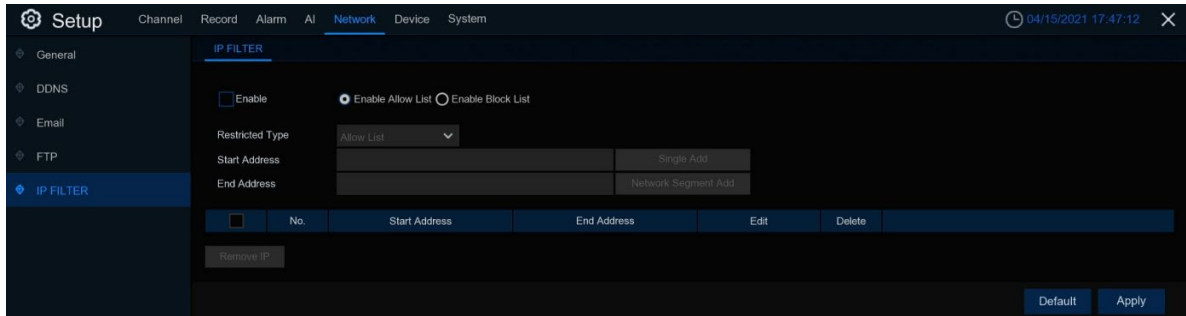 Setup Channel Record Alarm AI Network Device System 04/15/2021 17:47:12
General
DDNS
Email
FTP
IP FILTER
IP FILTER
Enable Enable Allow List Enable Block List
Restricted Type Allow List
Start Address Single Add
End Address Network Segment Add
No. Start Address End Address Edit Delete
Remove IP
Default Apply